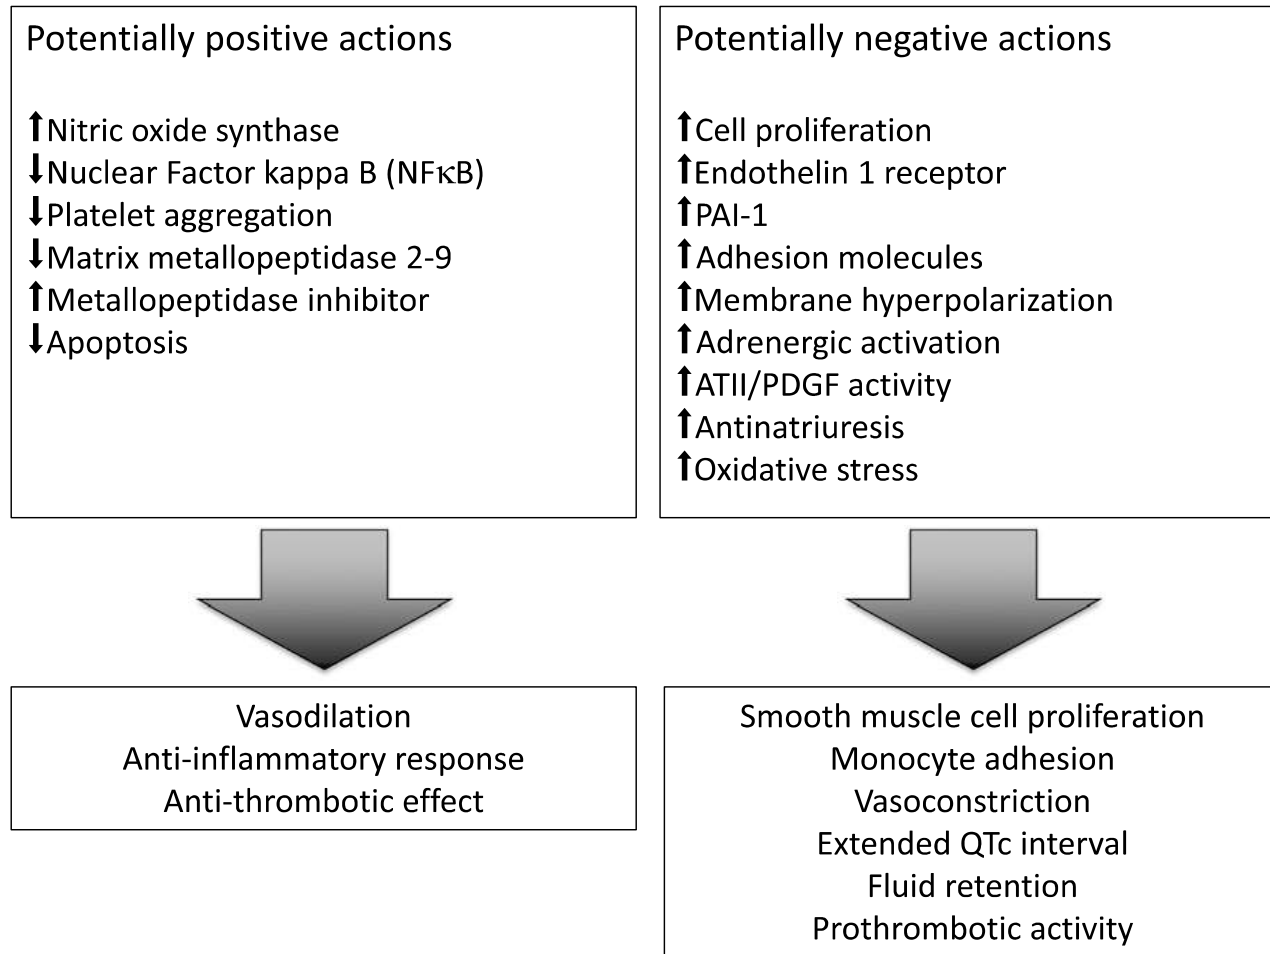 Potentially positive actions
↑Nitric oxide synthase
↓Nuclear Factor kappa B (NFκB)
↓Platelet aggregation
↓Matrix metallopeptidase 2-9
↑Metallopeptidase inhibitor
↓Apoptosis
Vasodilation
Anti-inflammatory response
Anti-thrombotic effect
Potentially negative actions
↑Cell proliferation
↑Endothelin 1 receptor
↑PAI-1
↑Adhesion molecules
↑Membrane hyperpolarization
↑Adrenergic activation
↑ATII/PDGF activity
↑Antinatriuresis
↑Oxidative stress
Smooth muscle cell proliferation
Monocyte adhesion
Vasoconstriction
Extended QTc interval
Fluid retention
Prothrombotic activity